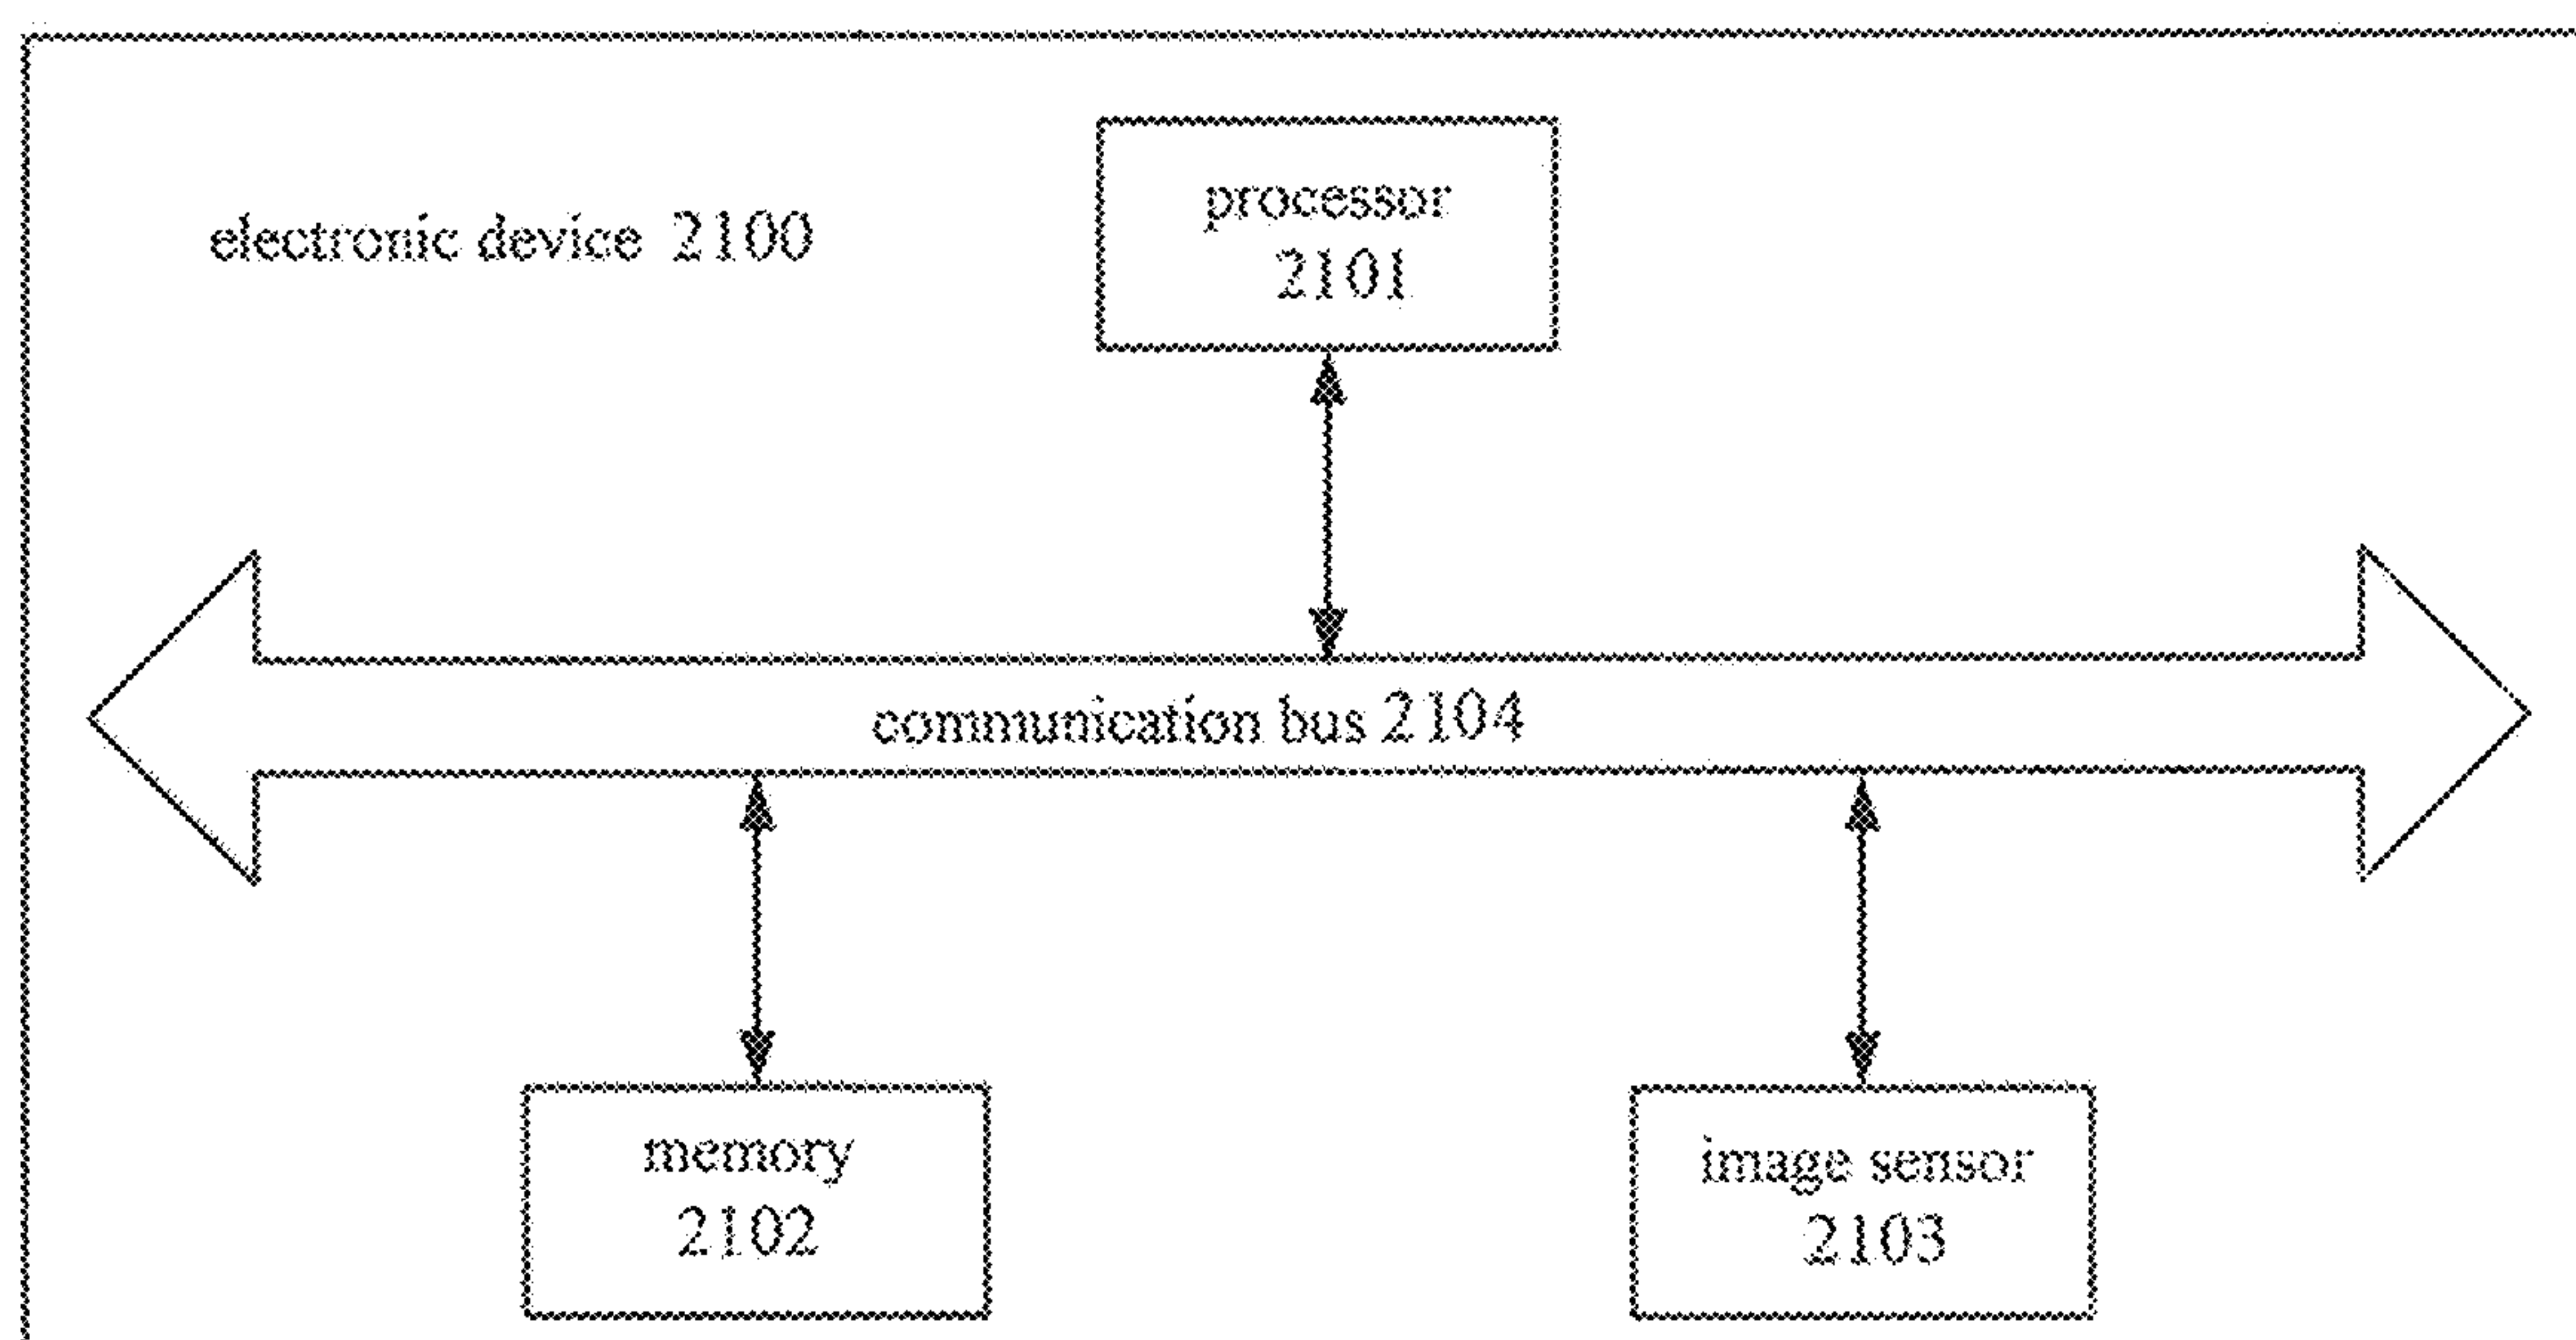 electronic device 2100
processor
2101
communication bus 2104
memory
2102
image sensor
2103